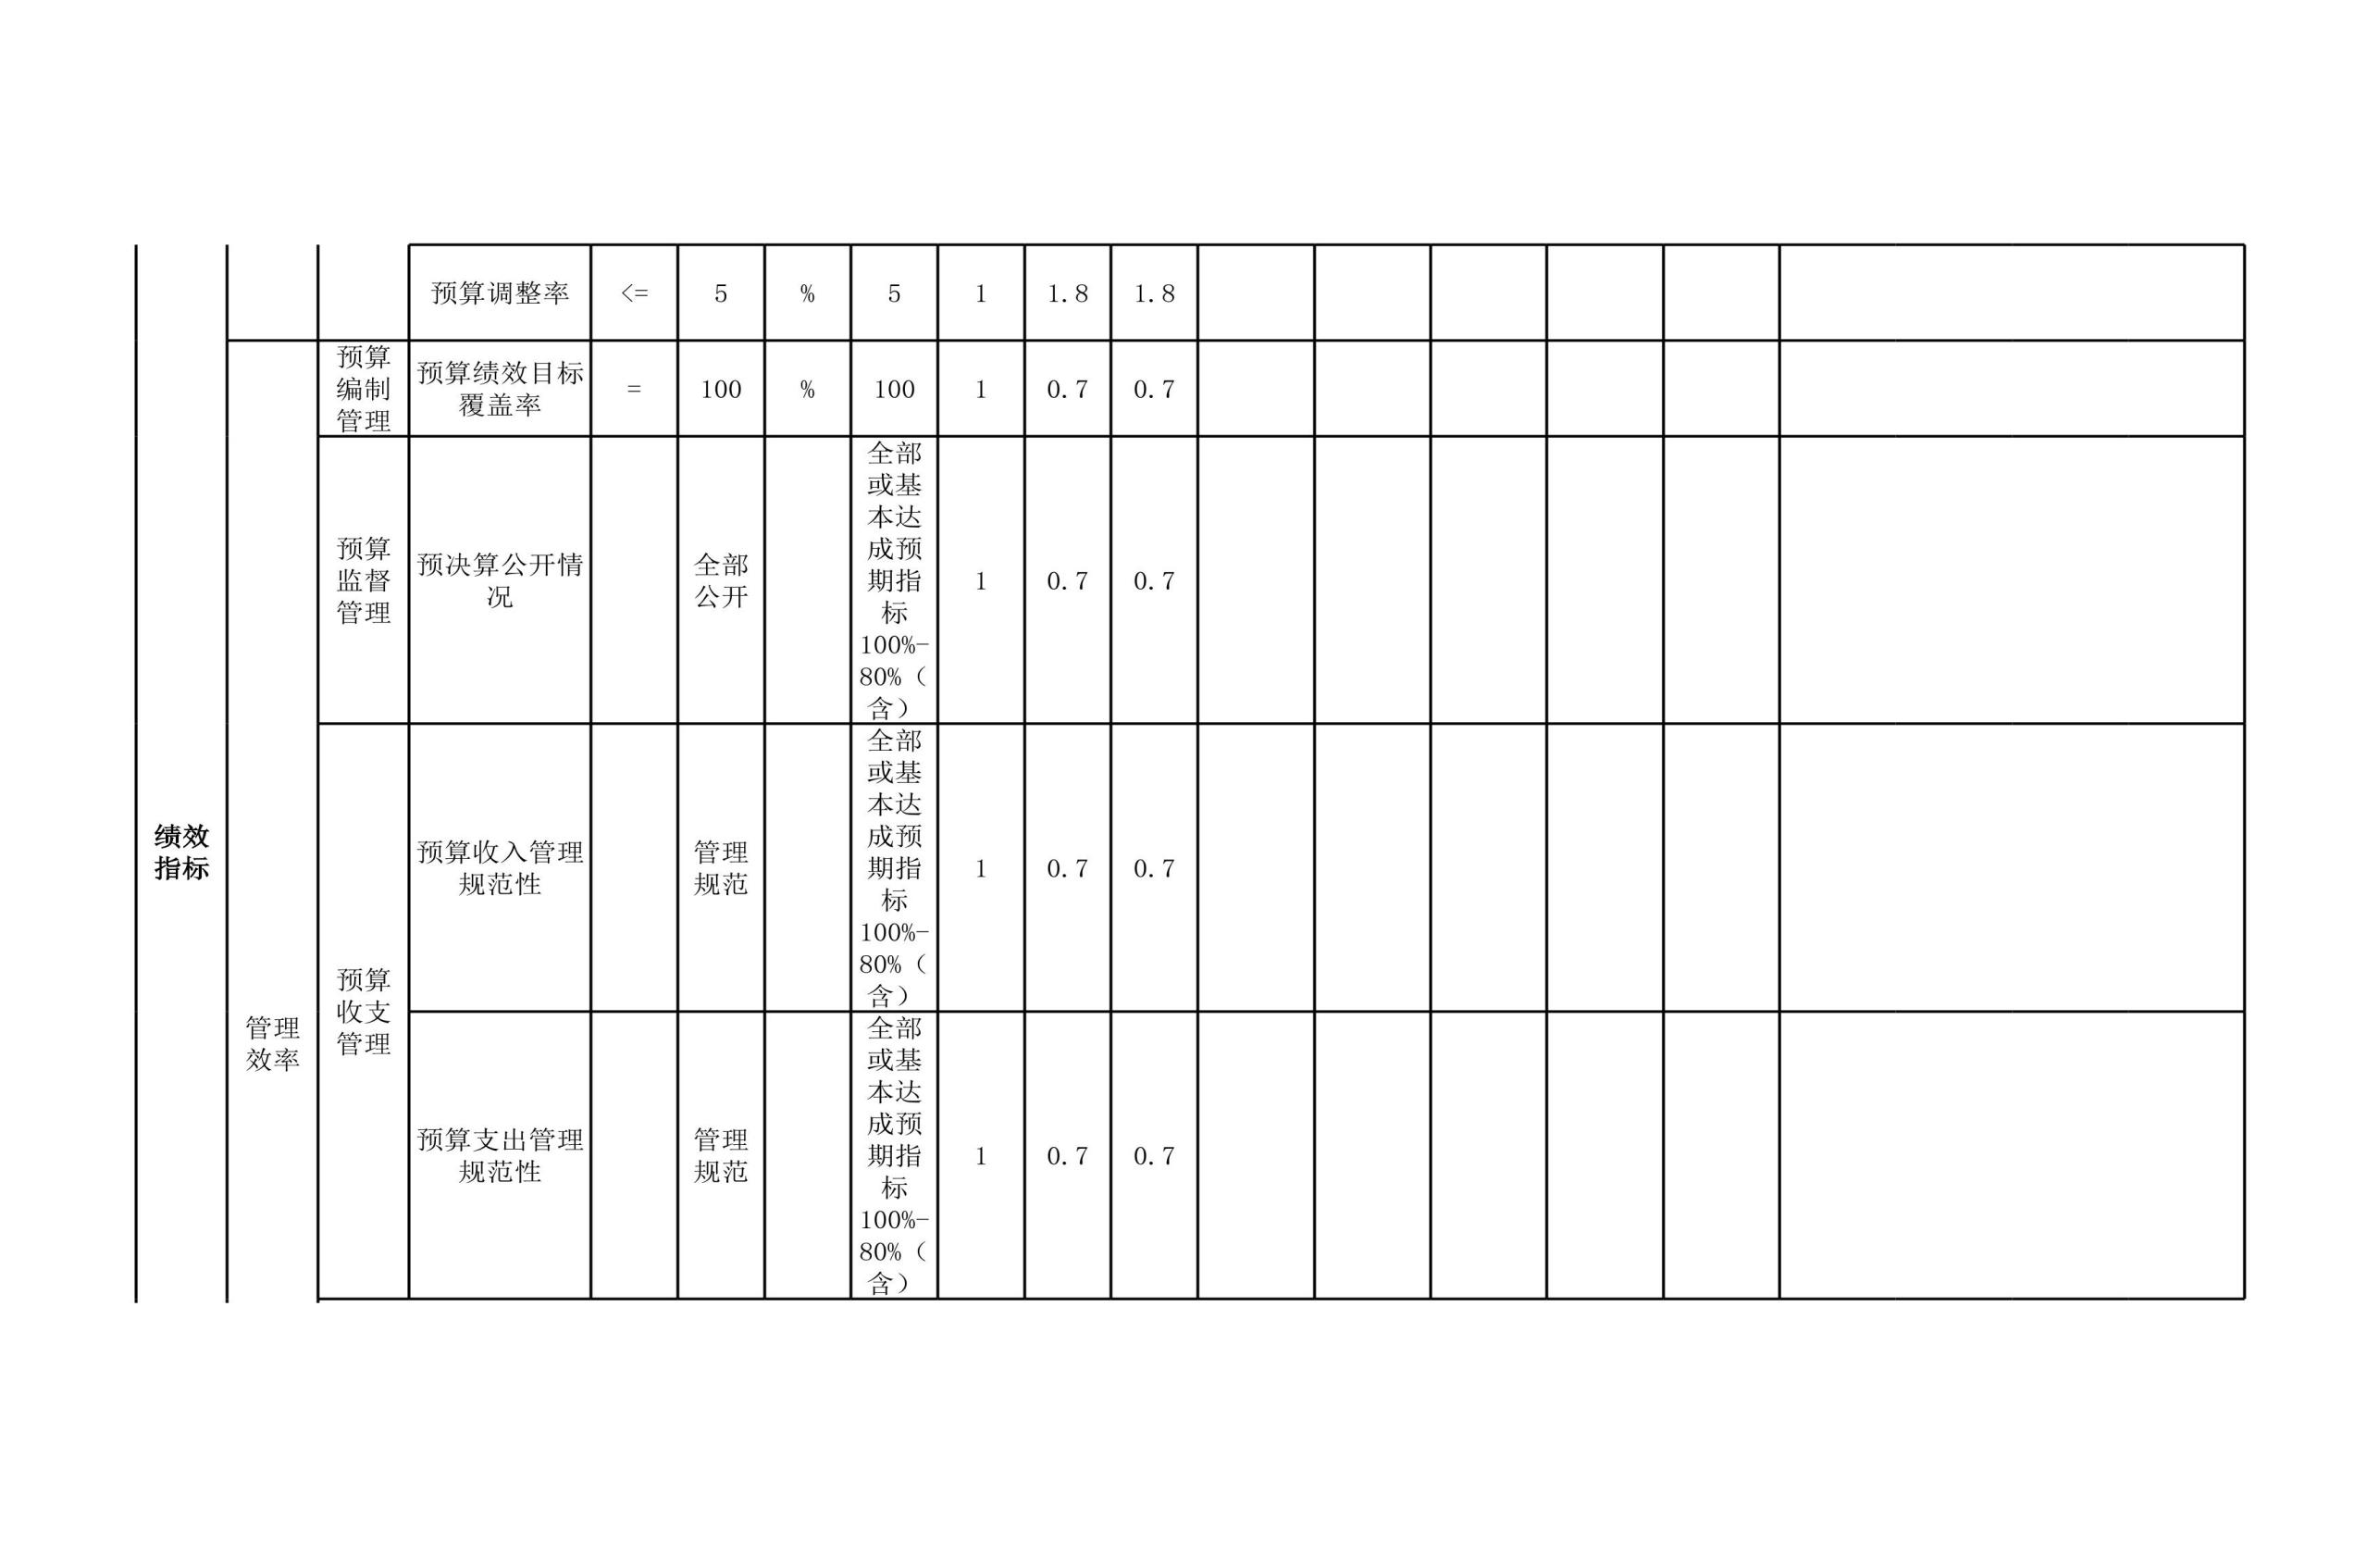 预算调整率 <= 5 % 5 1 1.8 1.8
预算
编制
管理
预算绩效目标
覆盖率
= 100 % 100 1 0.7 0.7
预算
监督
管理
预决算公开情
况
全部
公开
全部
或基
本达
成预
期指
标
100%-
80%（
含）
1 0.7 0.7
绩效
指标
管理
效率
预算
收支
管理
预算收入管理
规范性
管理
规范
全部
或基
本达
成预
期指
标
100%-
80%（
含）
1 0.7 0.7
预算支出管理
规范性
管理
规范
全部
或基
本达
成预
期指
标
100%-
80%（
含）
1 0.7 0.7